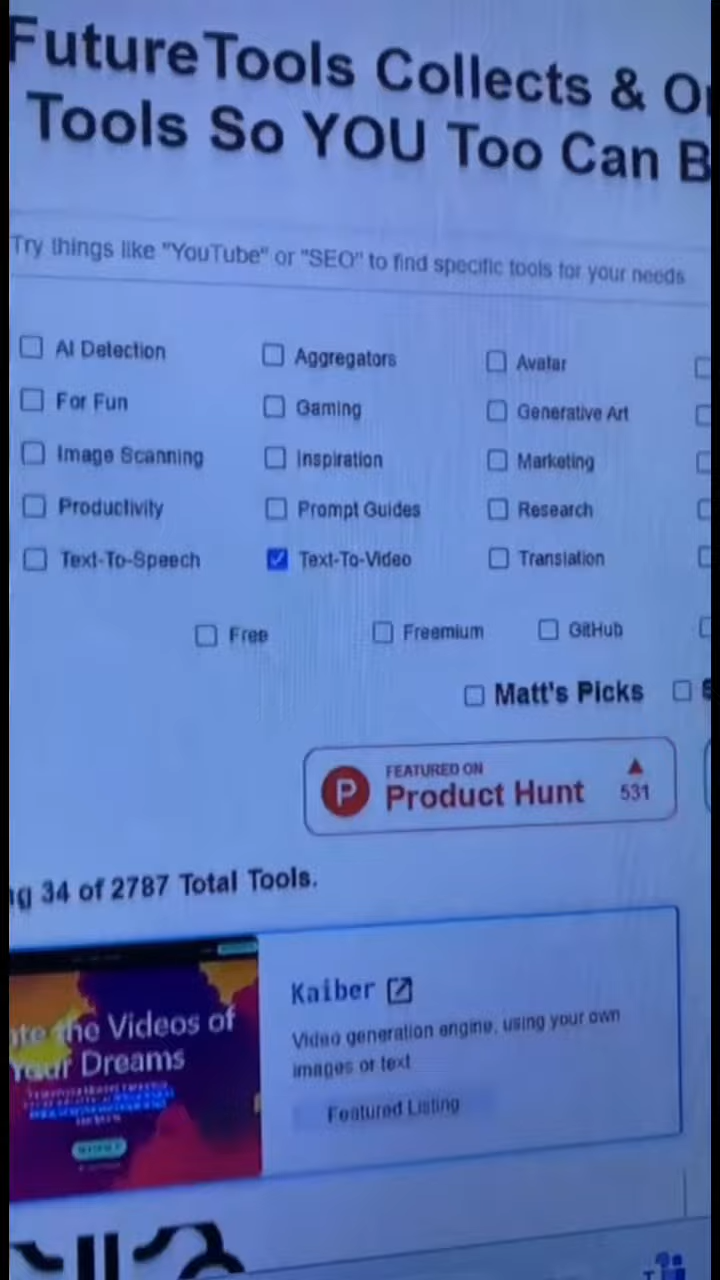 FutureTools Collects & O
Tools So YOU Too Can B
Try things like "YouTube" or "SEO" to find specific tools for your needs
AI Detection Aggregators Avatar
For Fun Gaming Generative Art
Image Scanning Inspiration Marketing
Productivity Prompt Guides Research
Text-To-Speech Text-To-Video Translation
Free Freemium GitHub
Matt's Picks
FEATURED ON
P Product Hunt 531
ng 34 of 2787 Total Tools.
Kaiber
Video generation engine, using your own
images or text
Featured Listing
ate the Videos of
Your Dreams